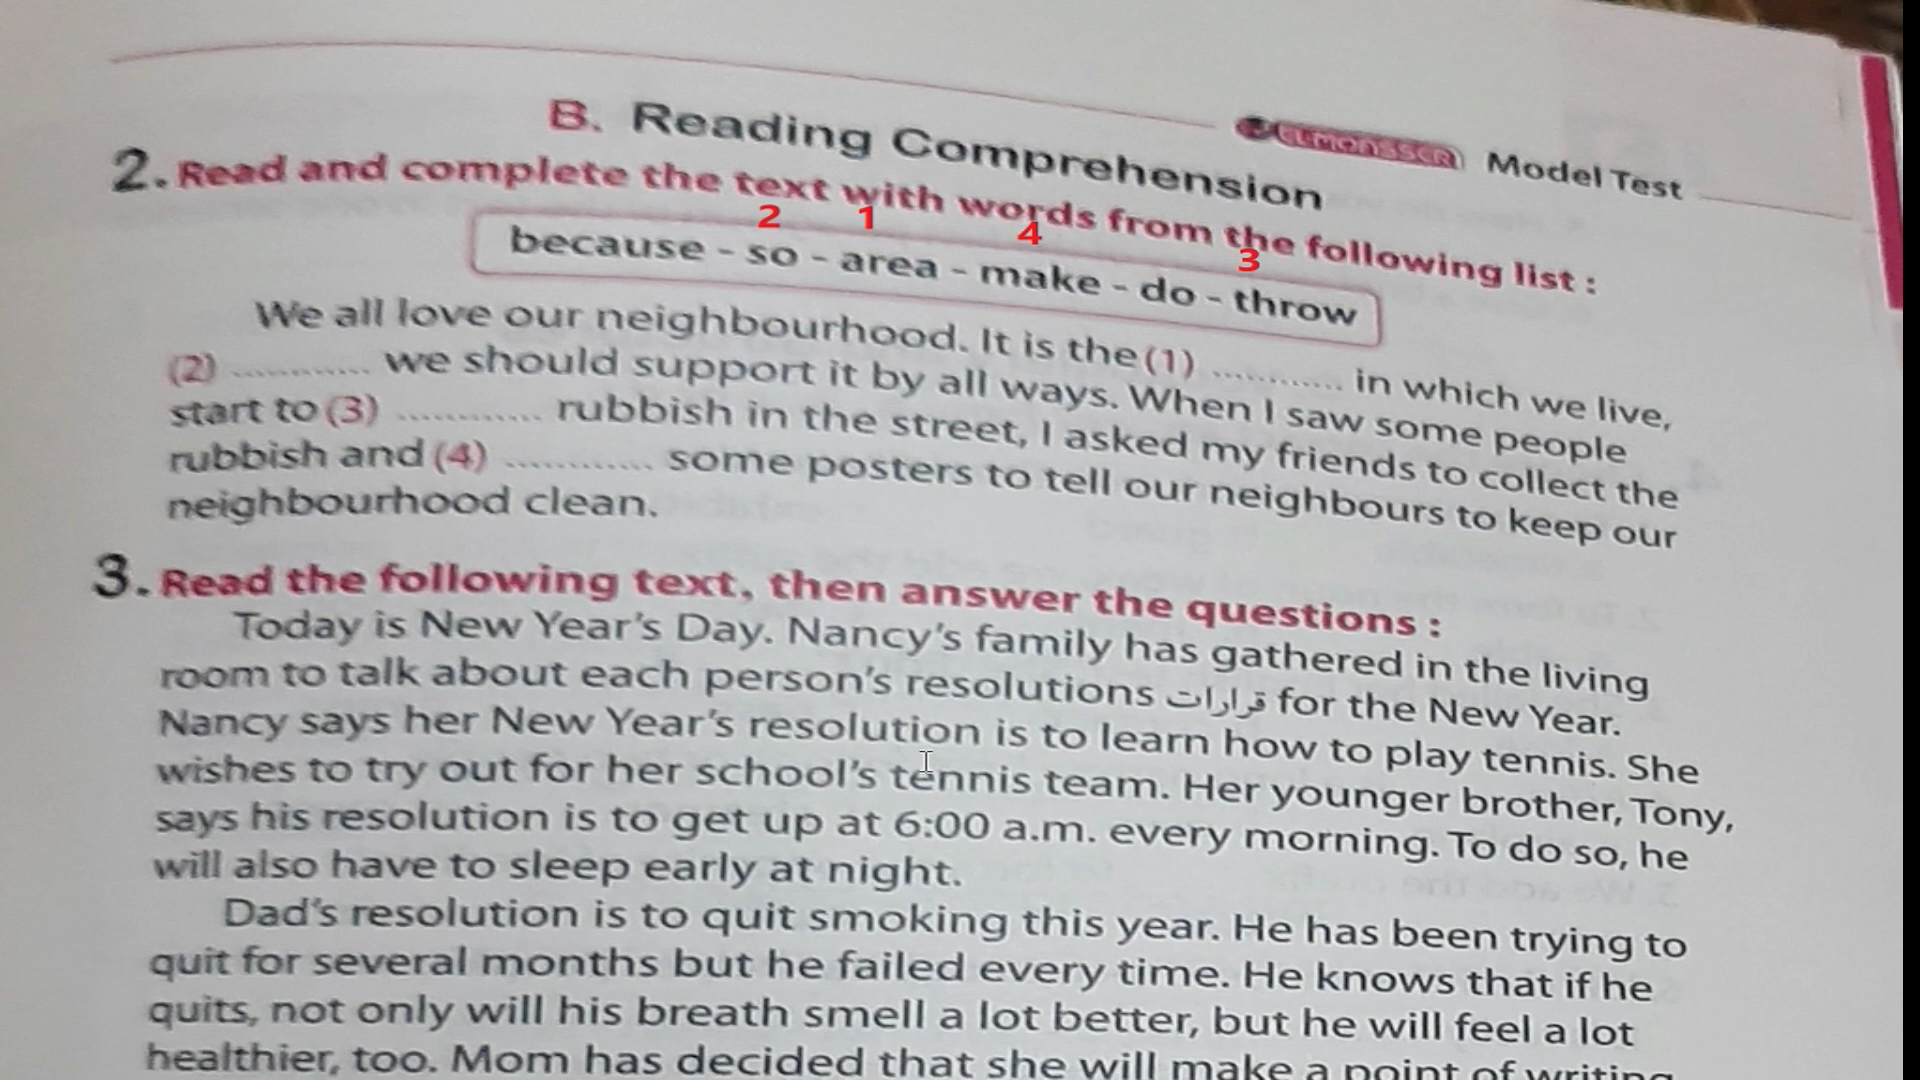 ELMOASSER Model Test
B. Reading Comprehension
2. Read and complete the text with words from the following list :
2 1 4 3
because - so - area - make - do - throw
We all love our neighbourhood. It is the (1) ............ in which we live,
(2) ............ we should support it by all ways. When I saw some people
start to (3) ............ rubbish in the street, I asked my friends to collect the
rubbish and (4) ............ some posters to tell our neighbours to keep our
neighbourhood clean.
3. Read the following text, then answer the questions :
Today is New Year's Day. Nancy's family has gathered in the living
room to talk about each person's resolutions قرارات for the New Year.
Nancy says her New Year's resolution is to learn how to play tennis. She
wishes to try out for her school's tennis team. Her younger brother, Tony,
says his resolution is to get up at 6:00 a.m. every morning. To do so, he
will also have to sleep early at night.
Dad's resolution is to quit smoking this year. He has been trying to
quit for several months but he failed every time. He knows that if he
quits, not only will his breath smell a lot better, but he will feel a lot
healthier, too. Mom has decided that she will make a point of writing